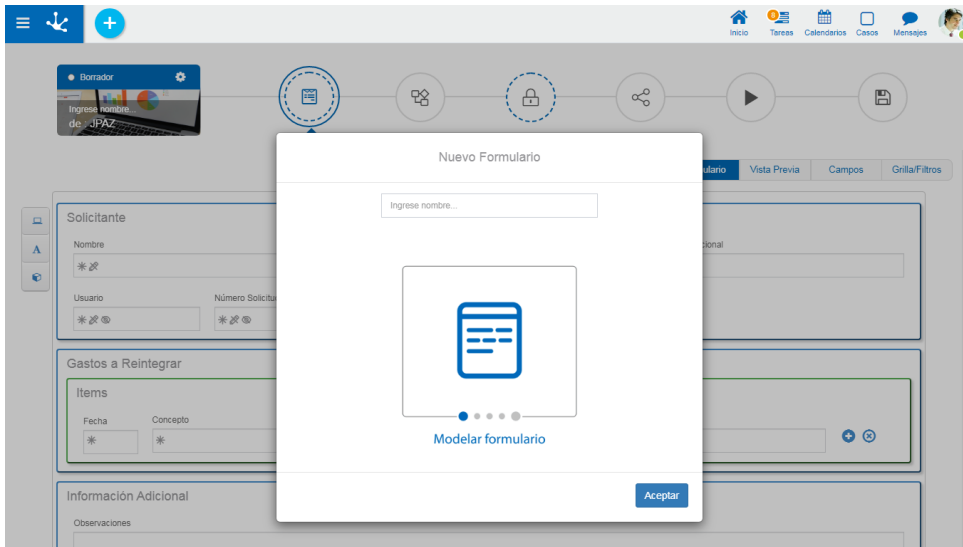 Inicio
8
Tareas
Calendarios
Casos
Mensajes
Borrador
Ingrese nombre...
de : JPAZ
Nuevo Formulario
Ingrese nombre...
Modelar formulario
Aceptar
ulario
Vista Previa
Campos
Grilla/Filtros
A
Solicitante
Nombre
cional
Usuario
Número Solicitu
Gastos a Reintegrar
Items
Fecha
Concepto
Información Adicional
Observaciones